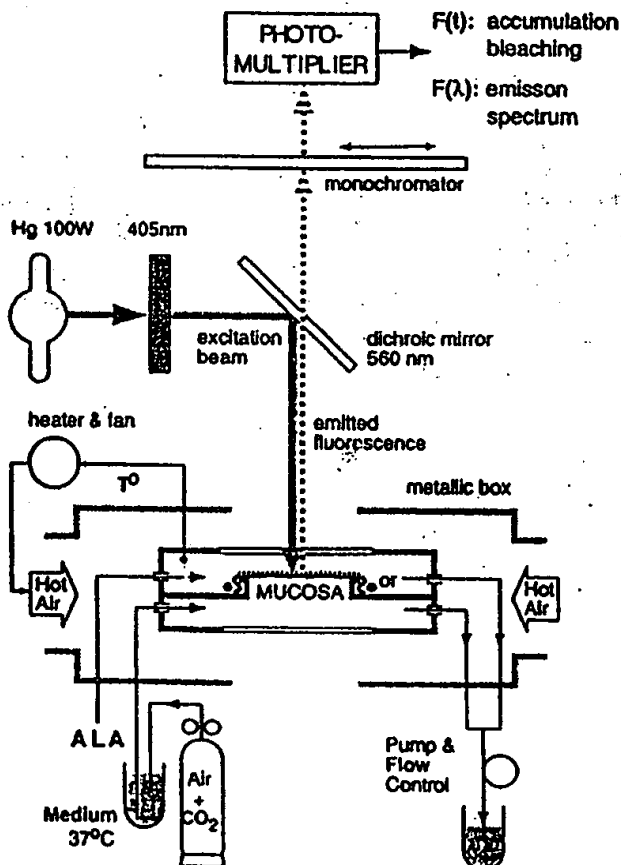 PHOTO-
MULTIPLIER
F(t): accumulation
bleaching
F(λ): emisson
spectrum
monochromator
Hg 100W
405nm
excitation
beam
dichroic mirror
560 nm
emitted
fluorescence
heater & fan
T°
metallic box
Hot
Air
MUCOSA
or
Hot
Air
ALA
Medium
37°C
Air
+
CO2
Pump &
Flow
Control